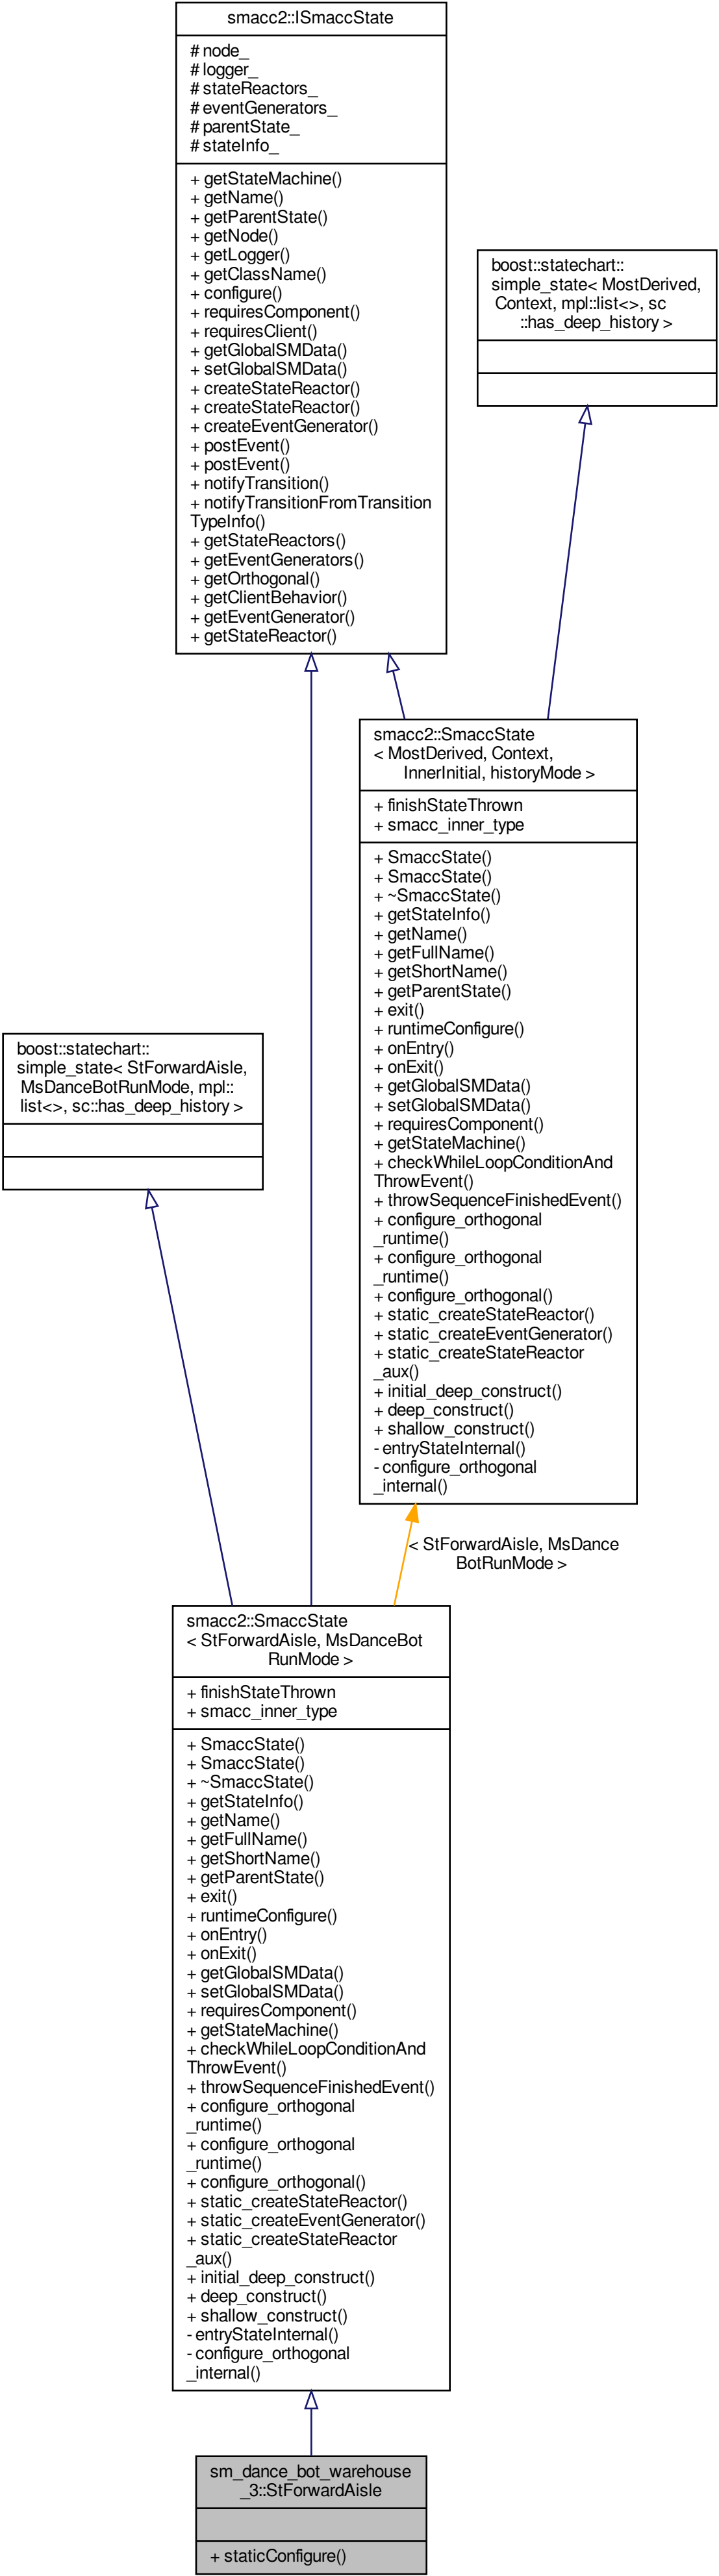 smacc2::ISmaccState
# node_
# logger_
# stateReactors_
# eventGenerators_
# parentState_
# stateInfo_
+ getStateMachine()
+ getName()
+ getParentState()
+ getNode()
+ getLogger()
+ getClassName()
+ configure()
+ requiresComponent()
+ requiresClient()
+ getGlobalSMData()
+ setGlobalSMData()
+ createStateReactor()
+ createStateReactor()
+ createEventGenerator()
+ postEvent()
+ postEvent()
+ notifyTransition()
+ notifyTransitionFromTransition
TypeInfo()
+ getStateReactors()
+ getEventGenerators()
+ getOrthogonal()
+ getClientBehavior()
+ getEventGenerator()
+ getStateReactor()
boost::statechart::
simple_state< MostDerived,
Context, mpl::list<>, sc
::has_deep_history >
smacc2::SmaccState
< MostDerived, Context,
InnerInitial, historyMode >
+ finishStateThrown
+ smacc_inner_type
+ SmaccState()
+ SmaccState()
+ ~SmaccState()
+ getStateInfo()
+ getName()
+ getFullName()
+ getShortName()
+ getParentState()
+ exit()
+ runtimeConfigure()
+ onEntry()
+ onExit()
+ getGlobalSMData()
+ setGlobalSMData()
+ requiresComponent()
+ getStateMachine()
+ checkWhileLoopConditionAnd
ThrowEvent()
+ throwSequenceFinishedEvent()
+ configure_orthogonal
_runtime()
+ configure_orthogonal
_runtime()
+ configure_orthogonal()
+ static_createStateReactor()
+ static_createEventGenerator()
+ static_createStateReactor
_aux()
+ initial_deep_construct()
+ deep_construct()
+ shallow_construct()
- entryStateInternal()
- configure_orthogonal
_internal()
boost::statechart::
simple_state< StForwardAisle,
MsDanceBotRunMode, mpl::
list<>, sc::has_deep_history >
< StForwardAisle, MsDance
BotRunMode >
smacc2::SmaccState
< StForwardAisle, MsDanceBot
RunMode >
+ finishStateThrown
+ smacc_inner_type
+ SmaccState()
+ SmaccState()
+ ~SmaccState()
+ getStateInfo()
+ getName()
+ getFullName()
+ getShortName()
+ getParentState()
+ exit()
+ runtimeConfigure()
+ onEntry()
+ onExit()
+ getGlobalSMData()
+ setGlobalSMData()
+ requiresComponent()
+ getStateMachine()
+ checkWhileLoopConditionAnd
ThrowEvent()
+ throwSequenceFinishedEvent()
+ configure_orthogonal
_runtime()
+ configure_orthogonal
_runtime()
+ configure_orthogonal()
+ static_createStateReactor()
+ static_createEventGenerator()
+ static_createStateReactor
_aux()
+ initial_deep_construct()
+ deep_construct()
+ shallow_construct()
- entryStateInternal()
- configure_orthogonal
_internal()
sm_dance_bot_warehouse
_3::StForwardAisle
+ staticConfigure()